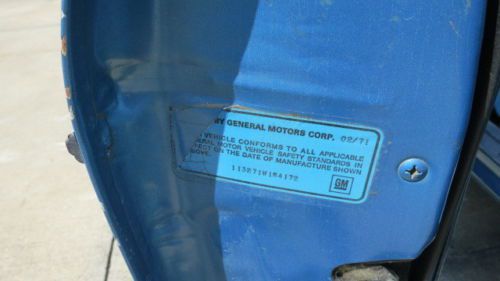 BY GENERAL MOTORS CORP. 02/71
VEHICLE CONFORMS TO ALL APPLICABLE
MOTOR VEHICLE SAFETY STANDARDS IN
ON THE DATE OF MANUFACTURE SHOWN
GM